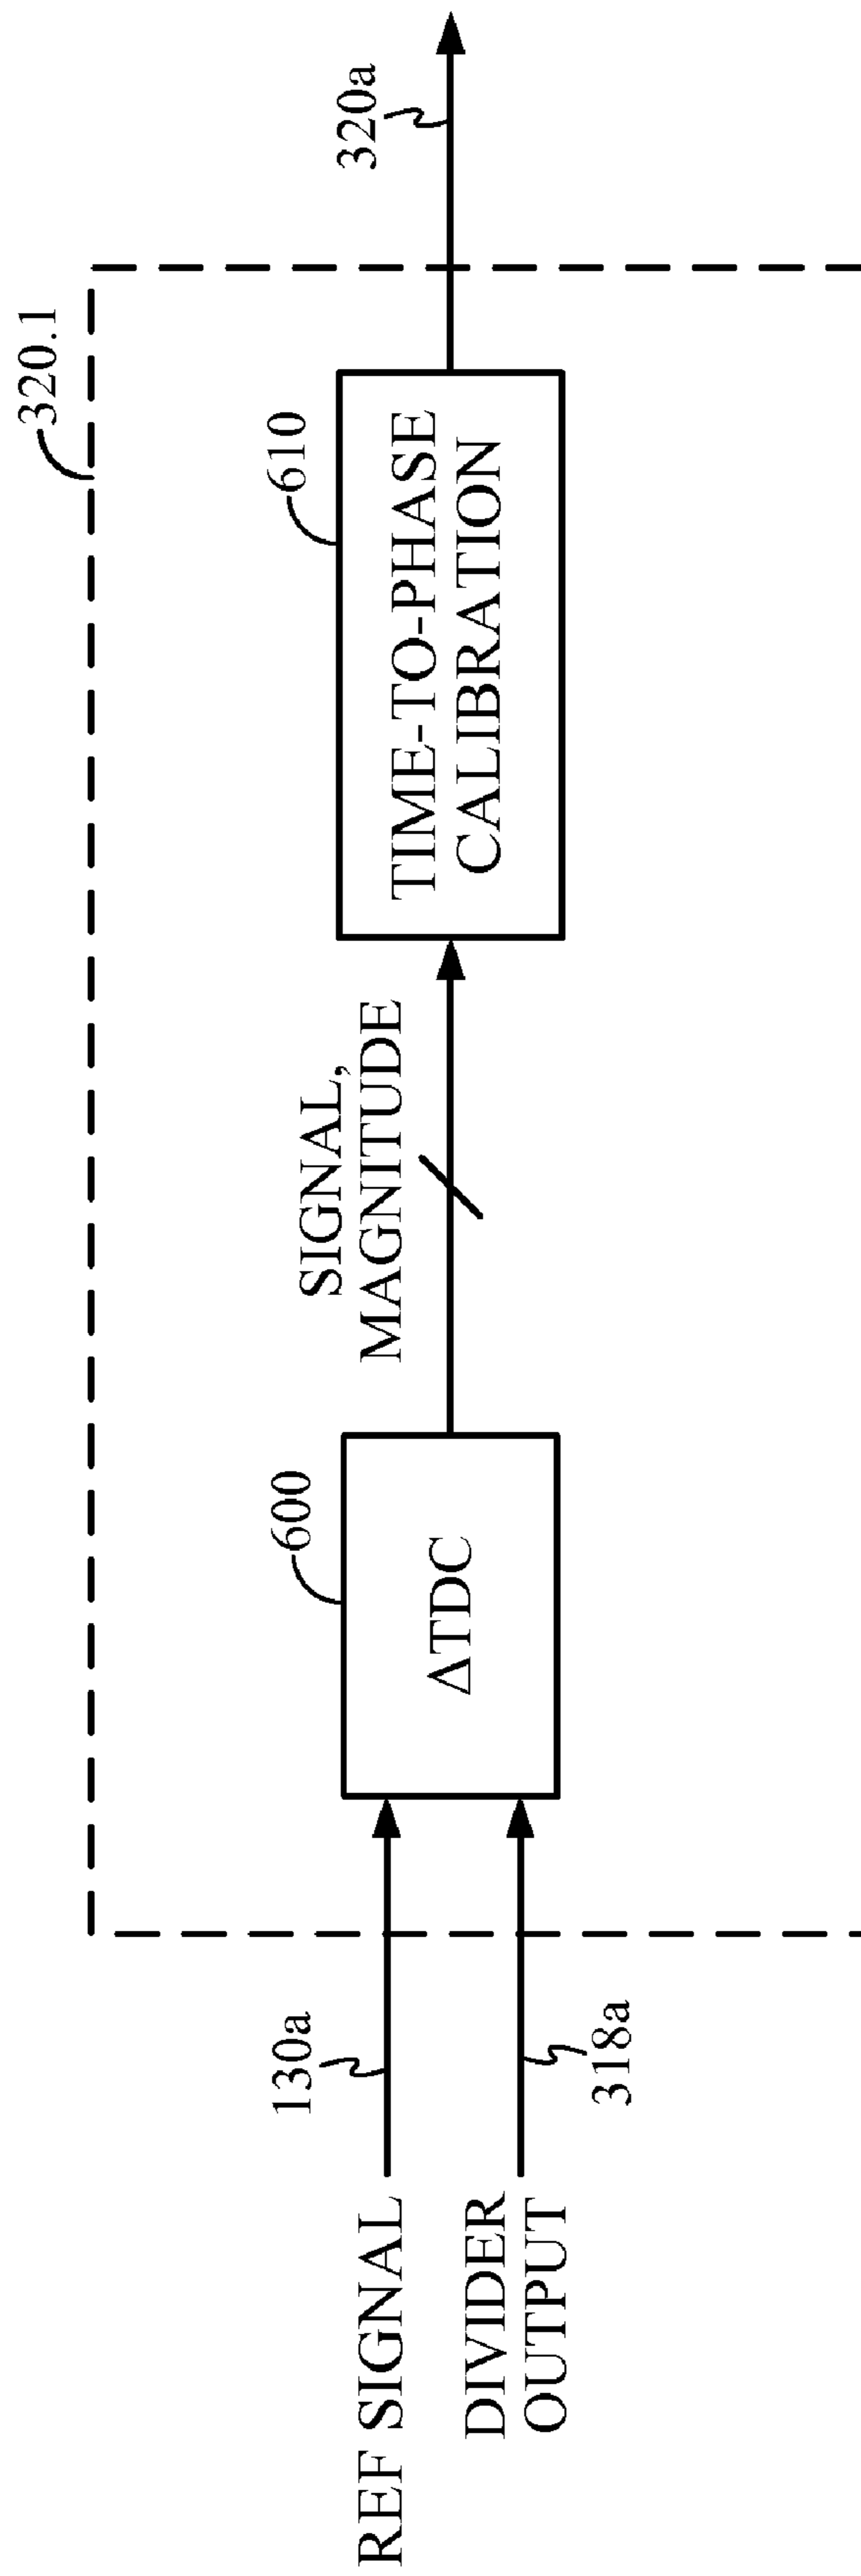 320.1
320a
610
TIME-TO-PHASE
CALIBRATION
SIGNAL,
MAGNITUDE
600
ΔTDC
130a
318a
REF SIGNAL
DIVIDER
OUTPUT